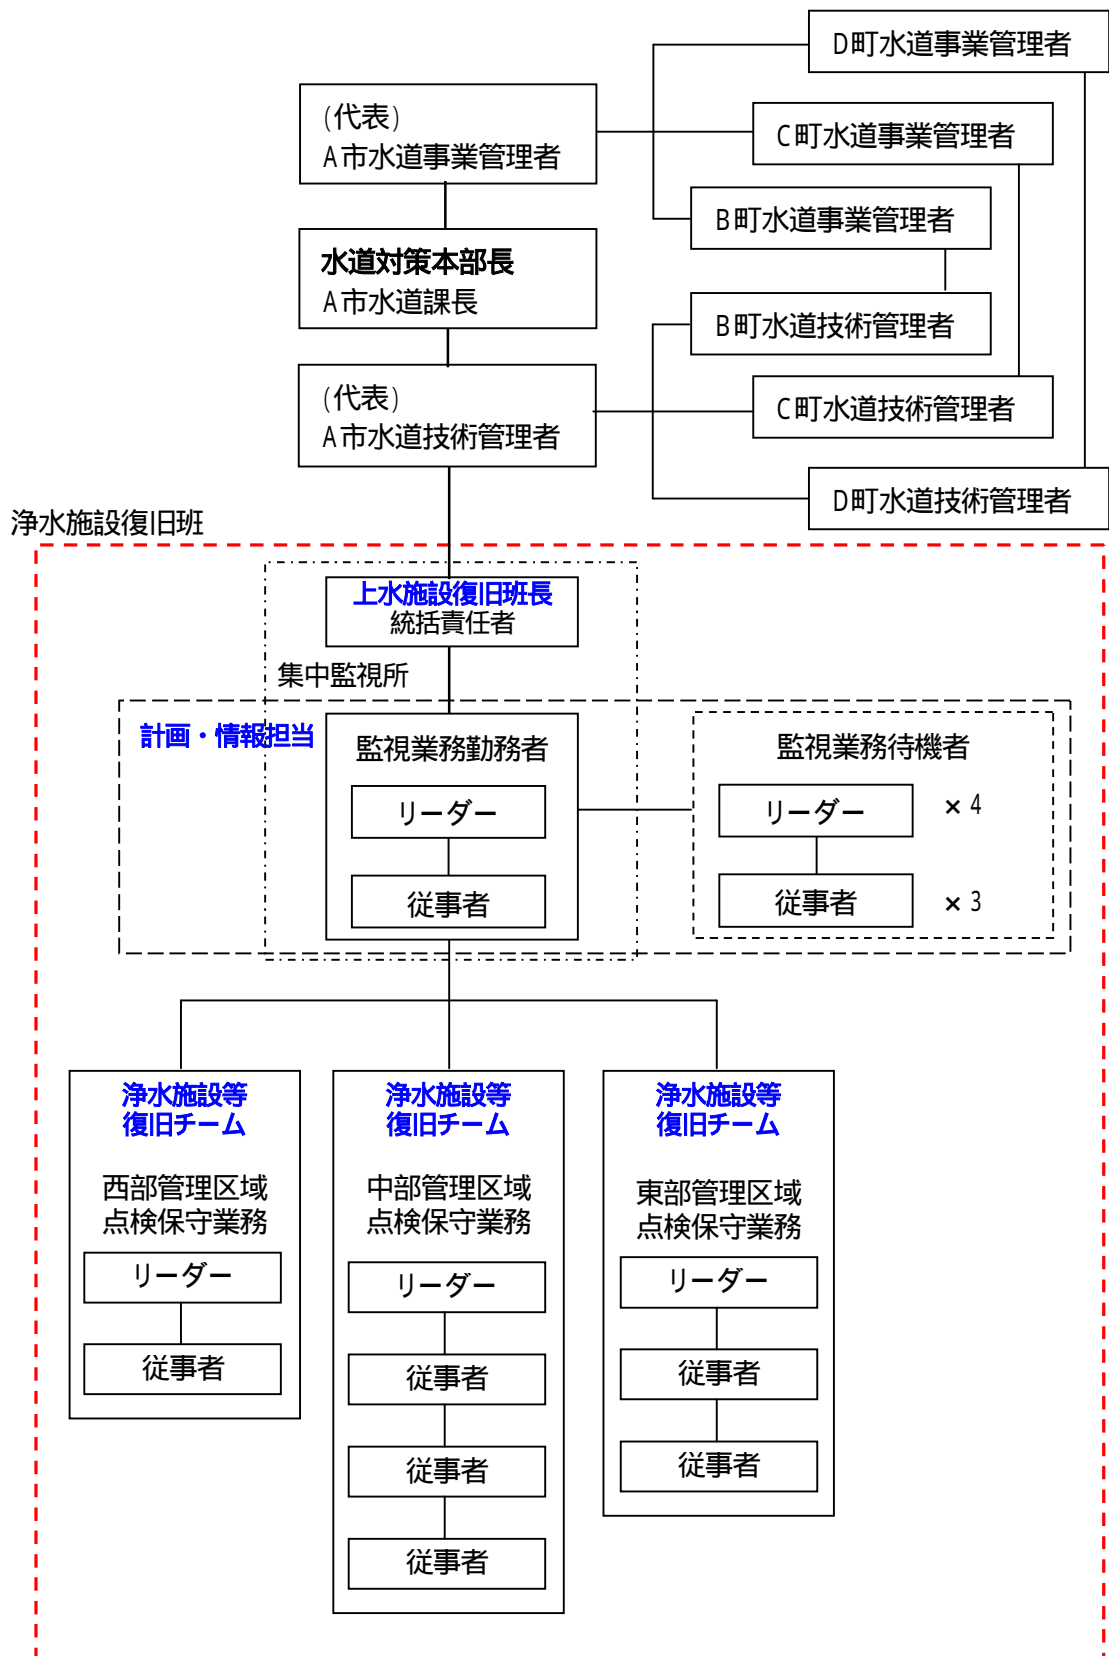 D町水道事業管理者
(代表)
A市水道事業管理者
C町水道事業管理者
B町水道事業管理者
水道対策本部長
A市水道課長
B町水道技術管理者
(代表)
A市水道技術管理者
C町水道技術管理者
D町水道技術管理者
浄水施設復旧班
上水施設復旧班長
統括責任者
集中監視所
計画・情報担当
監視業務勤務者
リーダー
従事者
監視業務待機者
リーダー
× 4
従事者
× 3
浄水施設等
復旧チーム
西部管理区域
点検保守業務
リーダー
従事者
浄水施設等
復旧チーム
中部管理区域
点検保守業務
リーダー
従事者
従事者
従事者
浄水施設等
復旧チーム
東部管理区域
点検保守業務
リーダー
従事者
従事者